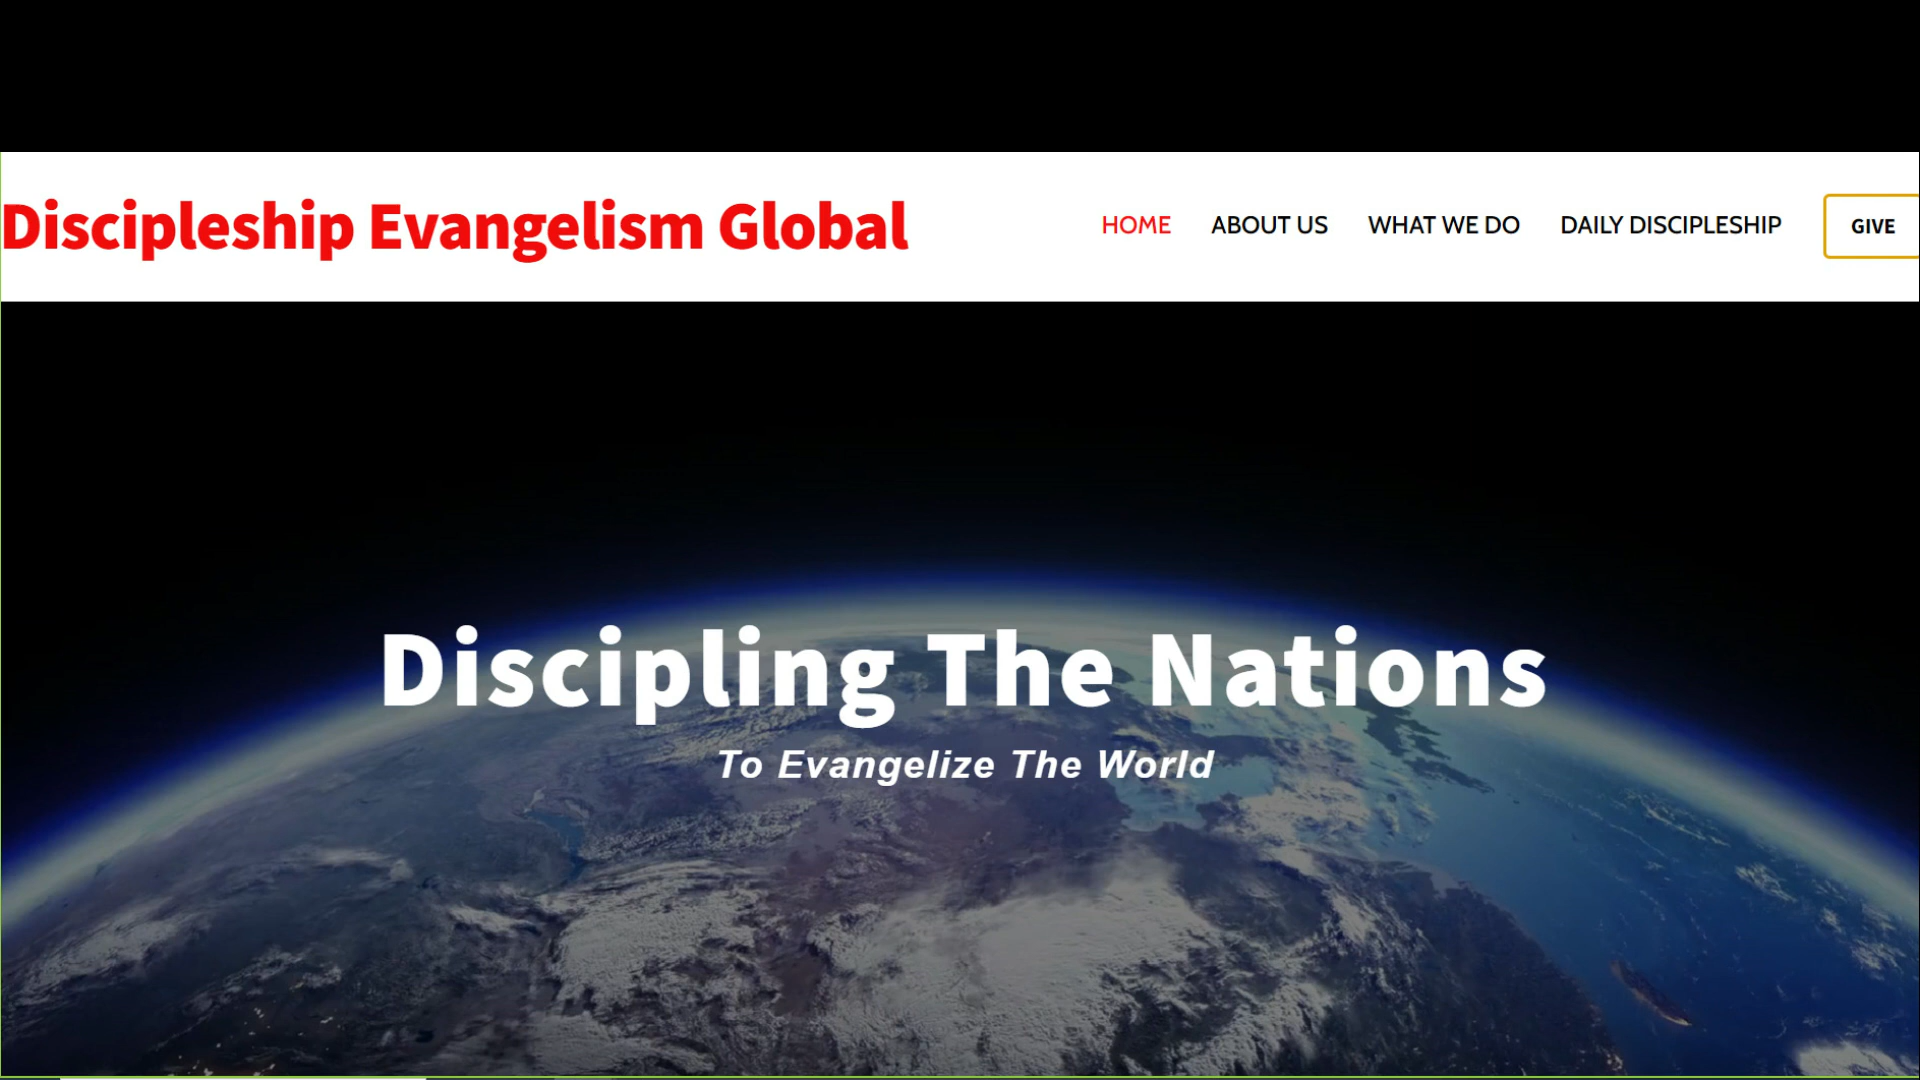 Discipleship Evangelism Global
HOME ABOUT US WHAT WE DO DAILY DISCIPLESHIP GIVE
Discipling The Nations
To Evangelize The World